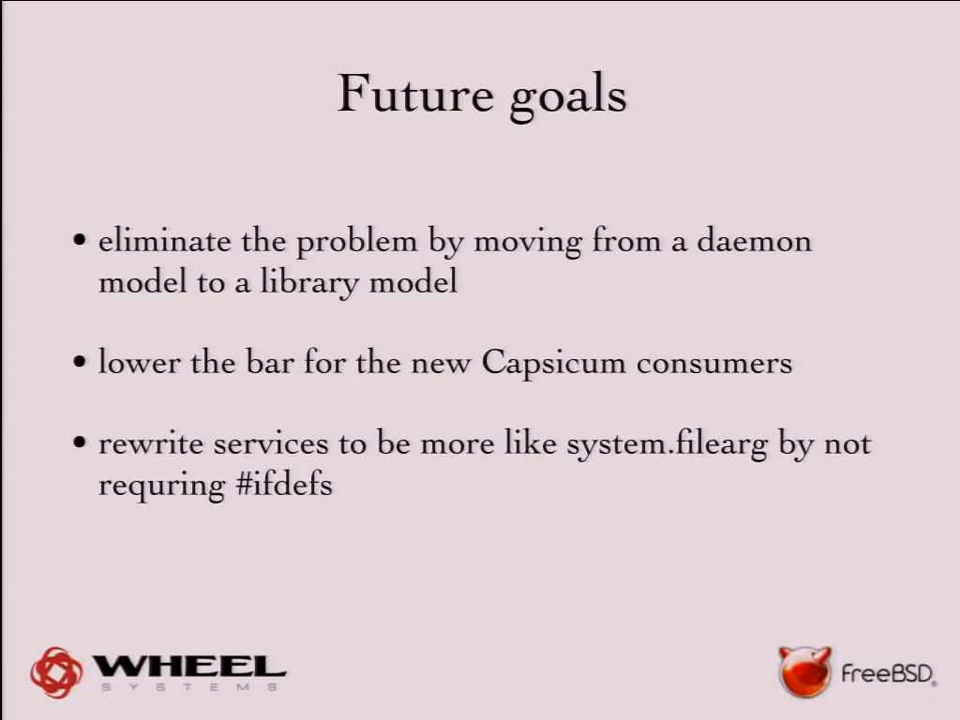 Future goals
• eliminate the problem by moving from a daemon
model to a library model
• lower the bar for the new Capsicum consumers
• rewrite services to be more like system.filearg by not
requring #ifdefs
WHEEL
SYSTEMS
FreeBSD®